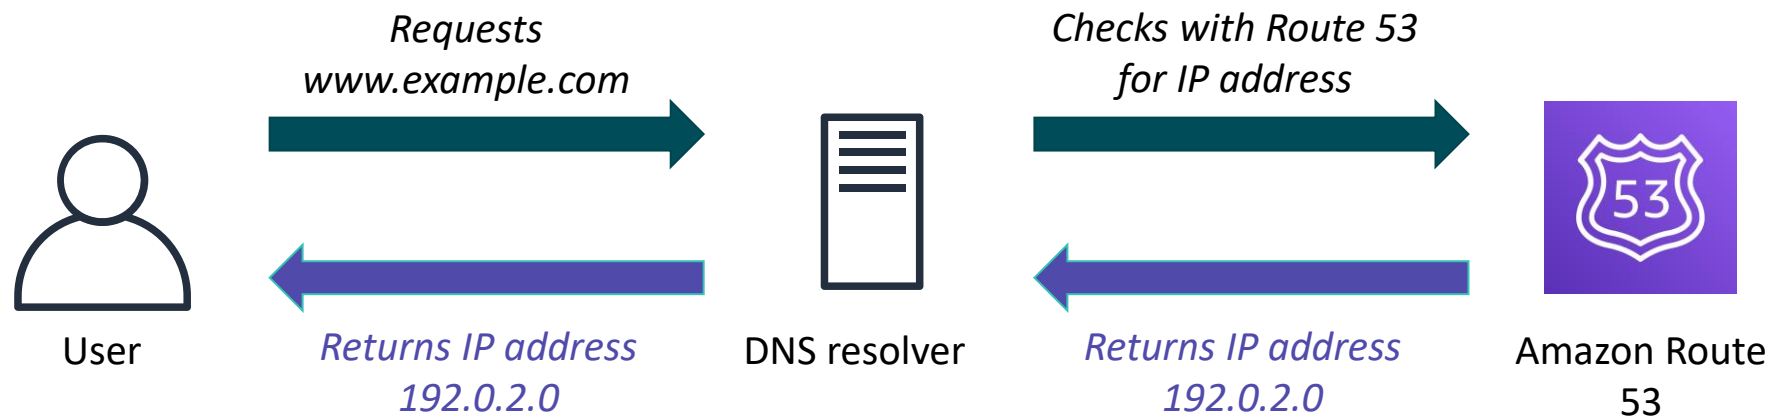 Requests
www.example.com
Checks with Route 53
for IP address
53
User
Returns IP address
192.0.2.0
DNS resolver
Returns IP address
192.0.2.0
Amazon Route
53